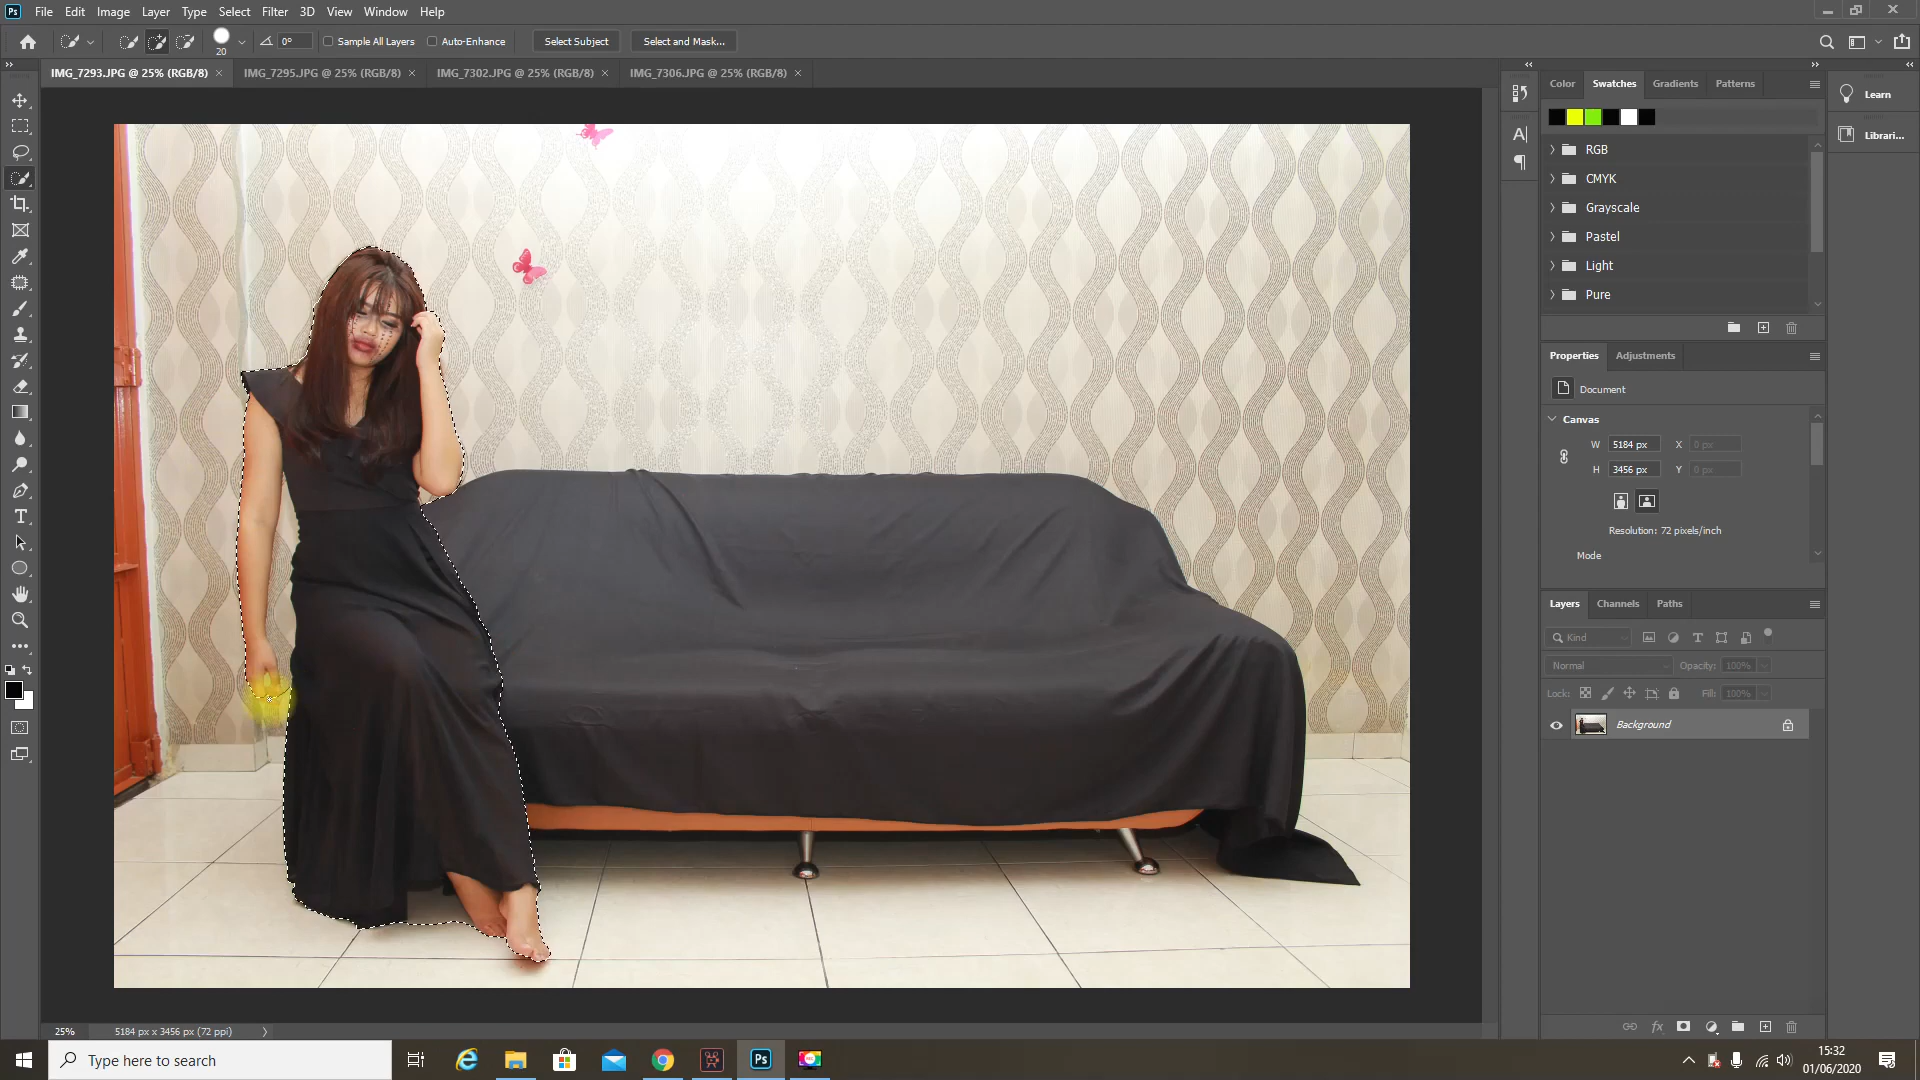 Ps File Edit Image Layer Type Select Filter 3D View Window Help
20 0° Sample All Layers Auto-Enhance Select Subject Select and Mask...
IMG_7293.JPG @ 25% (RGB/8) × IMG_7295.JPG @ 25% (RGB/8) × IMG_7302.JPG @ 25% (RGB/8) × IMG_7306.JPG @ 25% (RGB/8) ×
Color Swatches Gradients Patterns
Learn
Librari...
RGB
CMYK
Grayscale
Pastel
Light
Pure
Properties Adjustments
Document
Canvas
W 5184 px X 0 px
H 3456 px Y 0 px
Resolution: 72 pixels/inch
Mode
Layers Channels Paths
Kind
Normal Opacity: 100%
Lock: Fill: 100%
Background
25% 5184 px x 3456 px (72 ppi)
Type here to search
Ps
15:32
01/06/2020